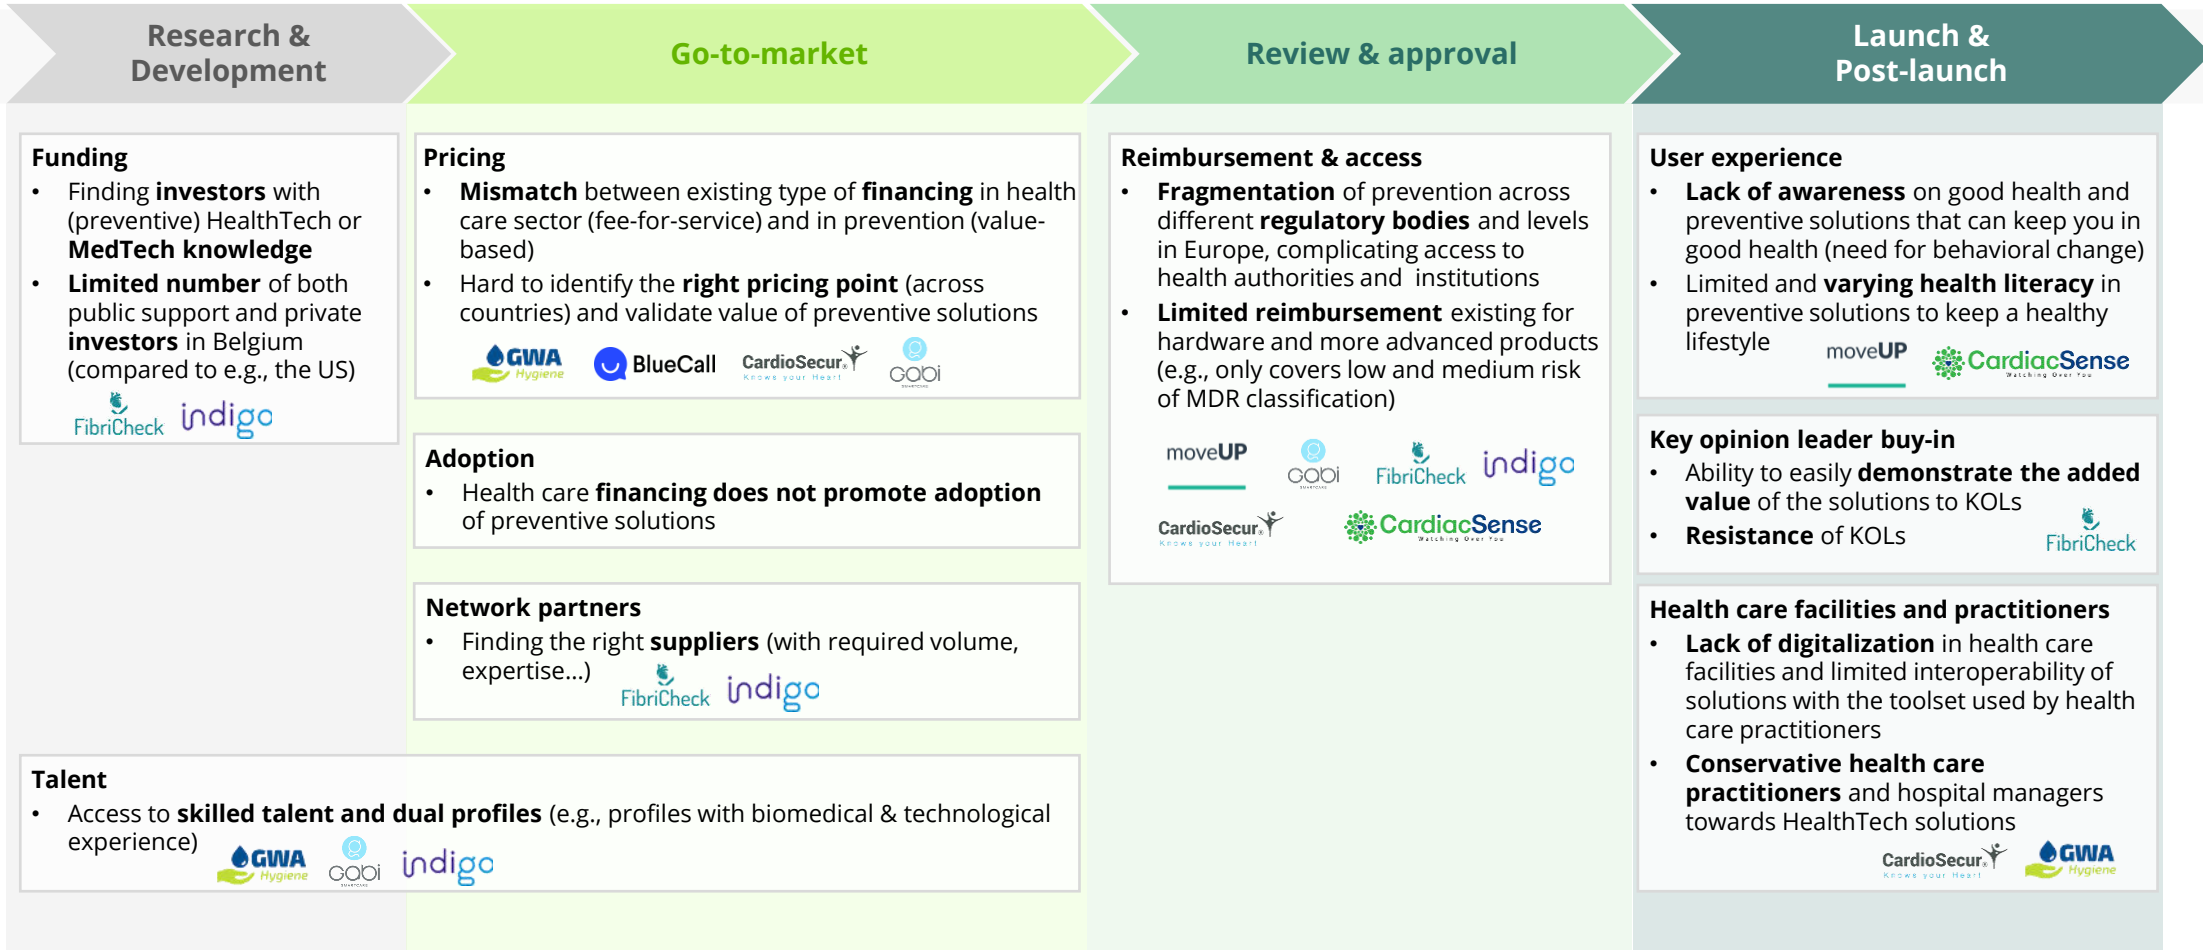 Research &
Development
Go-to-market
Review & approval
Launch &
Post-launch
Funding
• Finding investors with
(preventive) HealthTech or
MedTech knowledge
• Limited number of both
public support and private
investors in Belgium
(compared to e.g., the US)
FibriCheck indigo
Pricing
• Mismatch between existing type of financing in health
care sector (fee-for-service) and in prevention (value-
based)
• Hard to identify the right pricing point (across
countries) and validate value of preventive solutions
GWA Hygiene BlueCall CardioSecur® Knows your Heart gabi SMARTCARE
Adoption
• Health care financing does not promote adoption
of preventive solutions
Network partners
• Finding the right suppliers (with required volume,
expertise...)
FibriCheck indigo
Talent
• Access to skilled talent and dual profiles (e.g., profiles with biomedical & technological
experience)
GWA Hygiene gabi SMARTCARE indigo
Reimbursement & access
• Fragmentation of prevention across
different regulatory bodies and levels
in Europe, complicating access to
health authorities and institutions
• Limited reimbursement existing for
hardware and more advanced products
(e.g., only covers low and medium risk
of MDR classification)
moveUP gabi SMARTCARE FibriCheck indigo
CardioSecur® Knows your Heart CardiacSense Watching Over You
User experience
• Lack of awareness on good health and
preventive solutions that can keep you in
good health (need for behavioral change)
• Limited and varying health literacy in
preventive solutions to keep a healthy
lifestyle
moveUP CardiacSense Watching Over You
Key opinion leader buy-in
• Ability to easily demonstrate the added
value of the solutions to KOLs
• Resistance of KOLs
FibriCheck
Health care facilities and practitioners
• Lack of digitalization in health care
facilities and limited interoperability of
solutions with the toolset used by health
care practitioners
• Conservative health care
practitioners and hospital managers
towards HealthTech solutions
CardioSecur® Knows your Heart GWA Hygiene